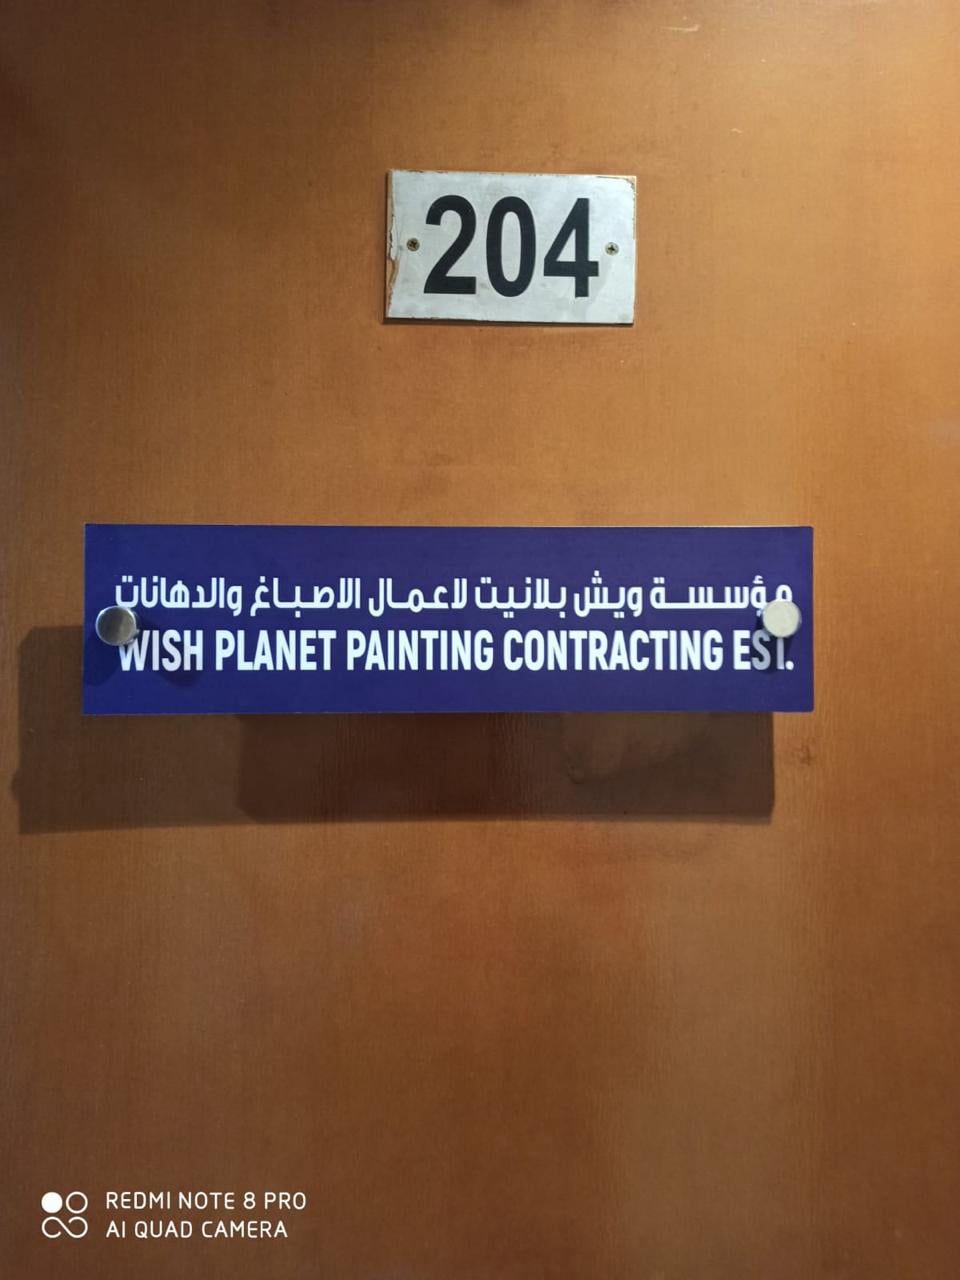 204
مؤسسة ويش بلانيت لاعمال الاصباغ والدهانات
WISH PLANET PAINTING CONTRACTING EST.
REDMI NOTE 8 PRO
AI QUAD CAMERA